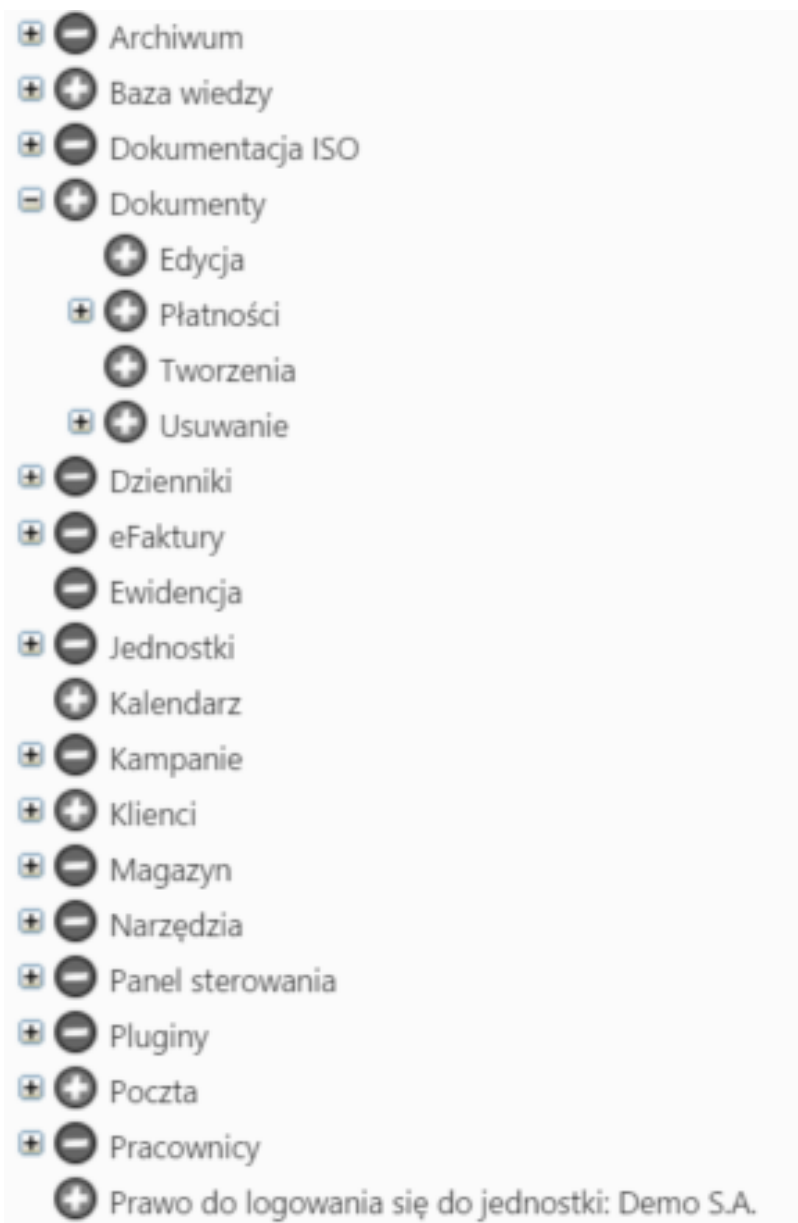 Archiwum
Baza wiedzy
Dokumentacja ISO
Dokumenty
Edycja
Płatności
Tworzenia
Usuwanie
Dzienniki
eFaktury
Ewidencja
Jednostki
Kalendarz
Kampanie
Klienci
Magazyn
Narzędzia
Panel sterowania
Pluginy
Poczta
Pracownicy
Prawo do logowania się do jednostki: Demo S.A.